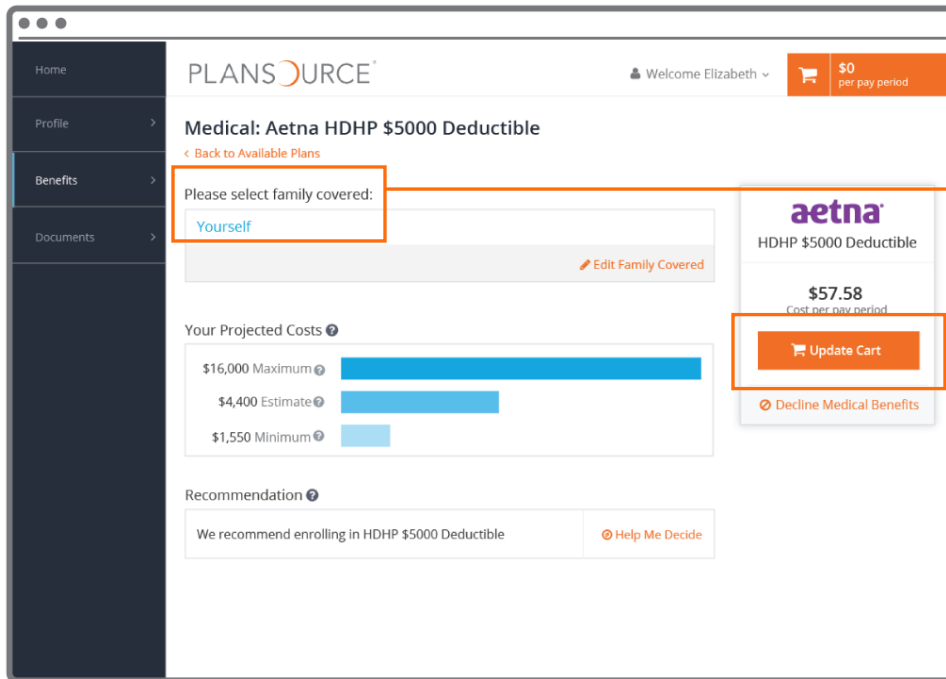 Home
Profile
Benefits
Documents
PLANSOURCE®
Welcome Elizabeth
$0
per pay period
Medical: Aetna HDHP $5000 Deductible
< Back to Available Plans
Please select family covered:
Yourself
Edit Family Covered
aetna
HDHP $5000 Deductible
$57.58
Cost per pay period
Update Cart
Decline Medical Benefits
Your Projected Costs ?
$16,000 Maximum ?
$4,400 Estimate ?
$1,550 Minimum ?
Recommendation ?
We recommend enrolling in HDHP $5000 Deductible
Help Me Decide